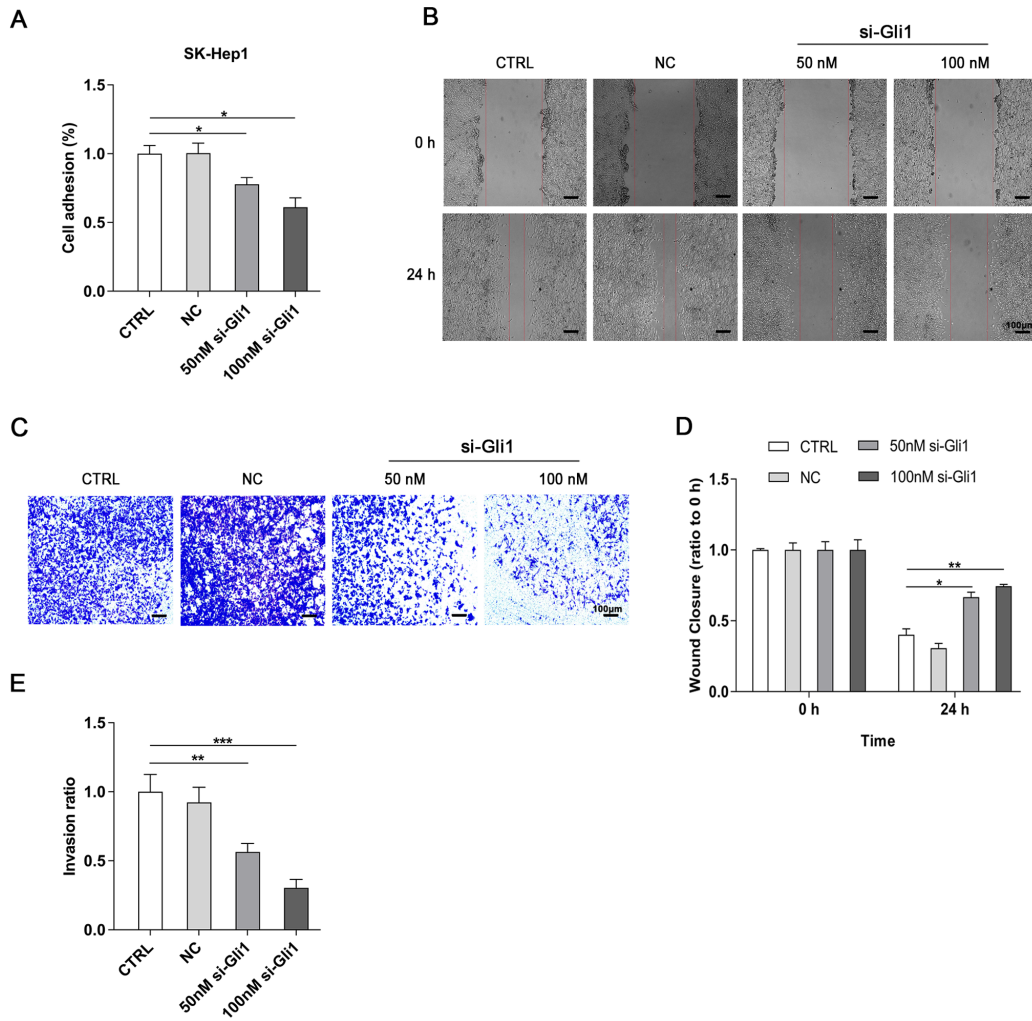 A
SK-Hep1
Cell adhesion (%)
1.5
1.0
0.5
0.0
*
*
CTRL
NC
50nM si-Gli1
100nM si-Gli1
B
si-Gli1
CTRL
NC
50 nM
100 nM
0 h
24 h
100μm
C
si-Gli1
CTRL
NC
50 nM
100 nM
100μm
D
CTRL
50nM si-Gli1
NC
100nM si-Gli1
Wound Closure (ratio to 0 h)
1.5
1.0
0.5
0.0
**
*
0 h
24 h
Time
E
Invasion ratio
1.5
1.0
0.5
0.0
***
**
CTRL
NC
50nM si-Gli1
100nM si-Gli1